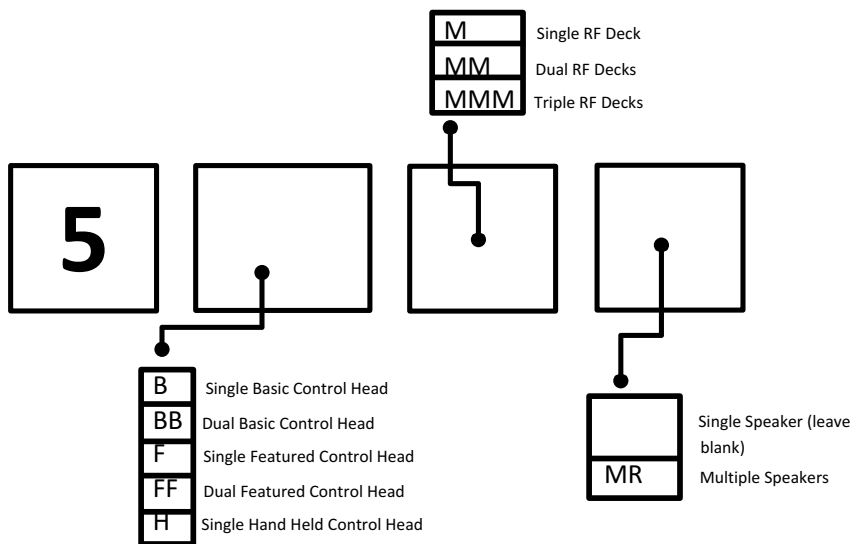 M Single RF Deck
MM Dual RF Decks
MMM Triple RF Decks
5
B Single Basic Control Head
BB Dual Basic Control Head
F Single Featured Control Head
FF Dual Featured Control Head
H Single Hand Held Control Head
Single Speaker (leave
blank)
MR Multiple Speakers